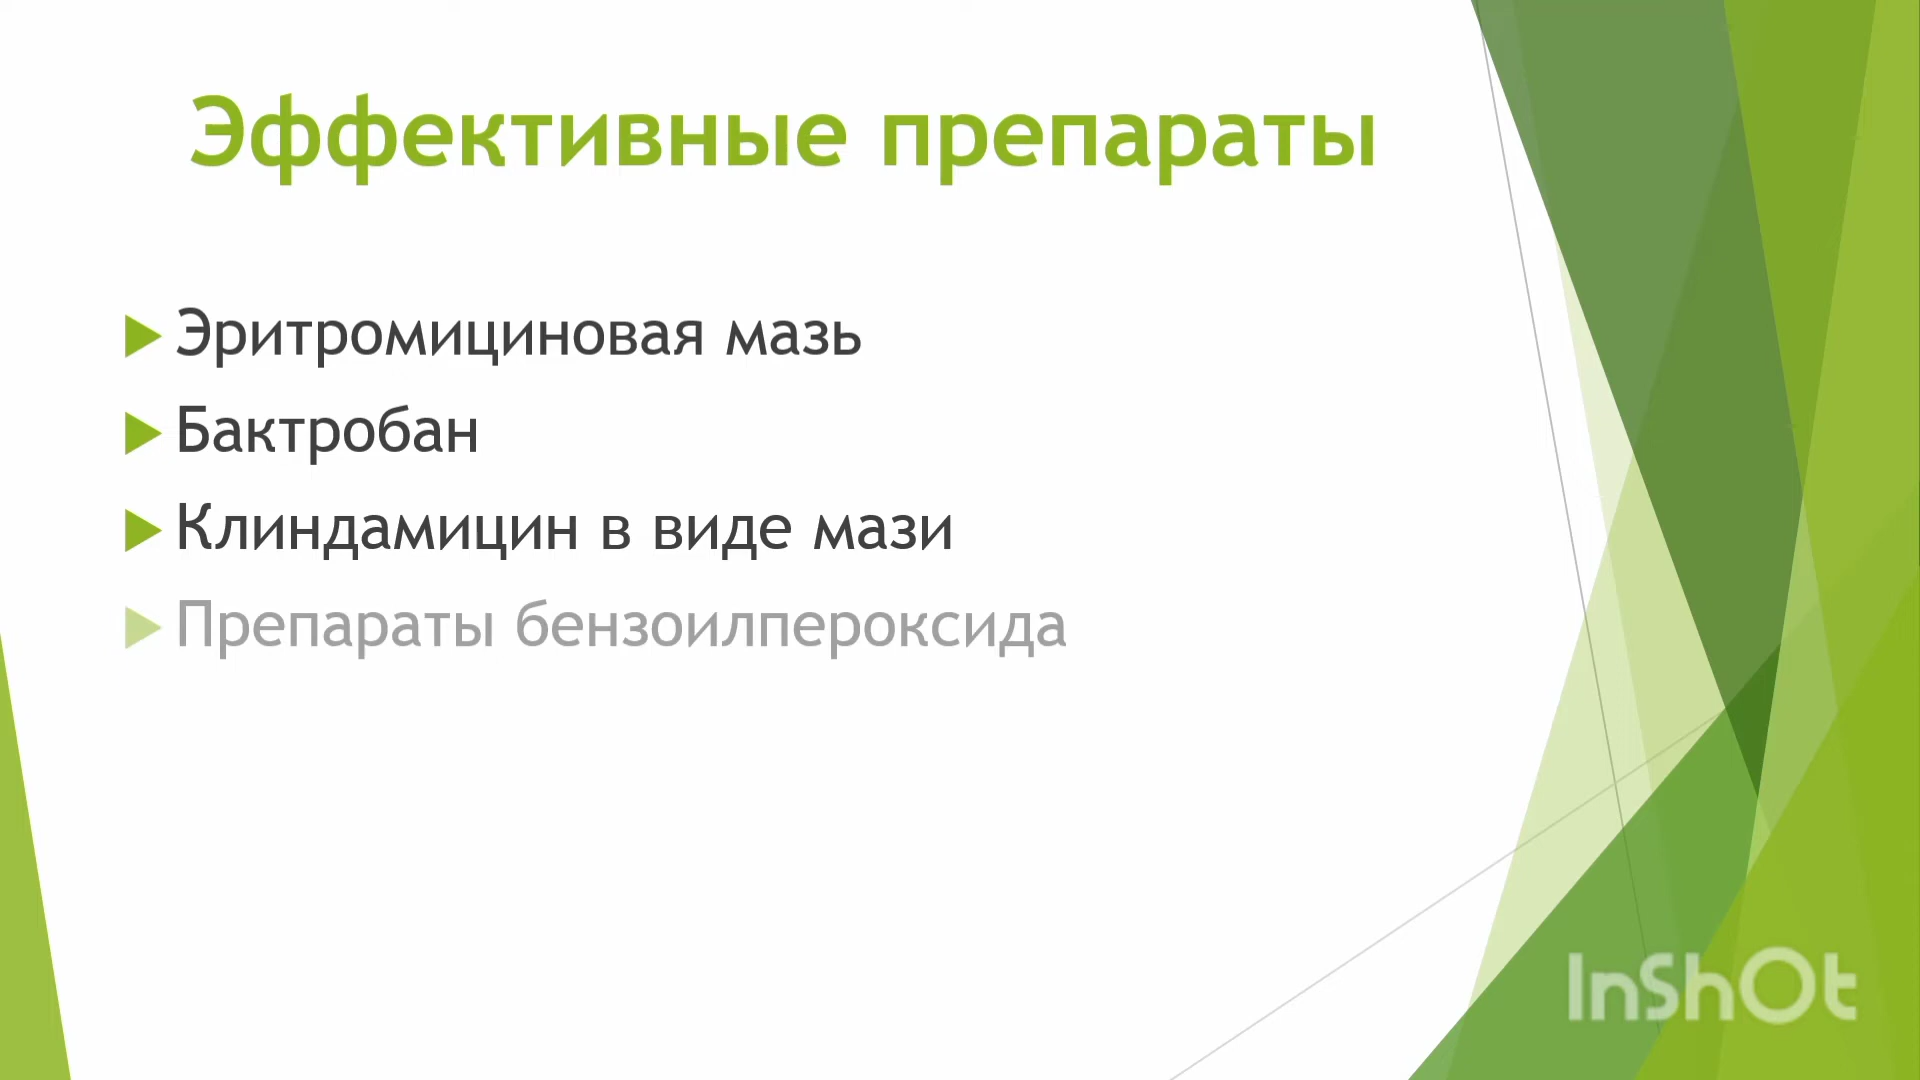 Эффективные препараты
Эритромициновая мазь
Бактробан
Клиндамицин в виде мази
Препараты бензоилпероксида
InShOt